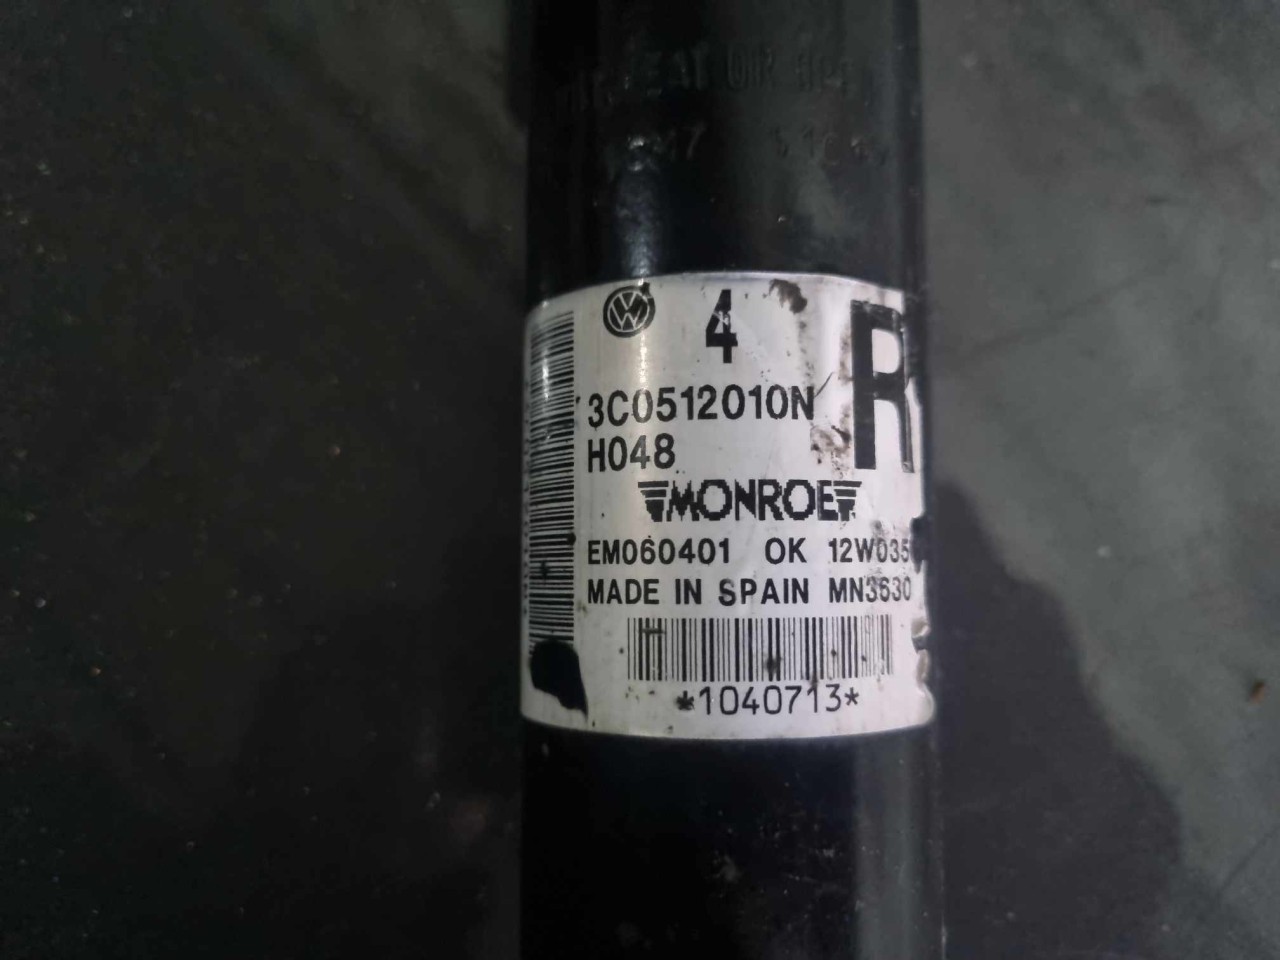 4
R
3C0512010N
H048
MONROE
EM060401 OK
MADE IN SPAIN MN3630
*1040713*